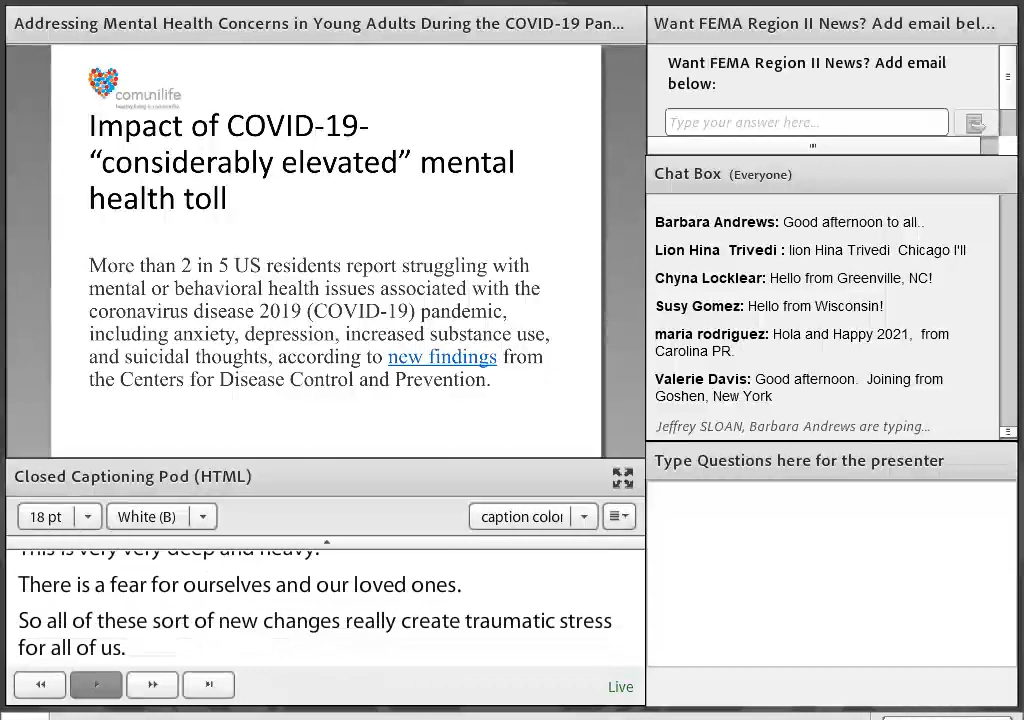 Addressing Mental Health Concerns in Young Adults During the COVID-19 Pan...
comunilife
Impact of COVID-19-
“considerably elevated” mental
health toll
More than 2 in 5 US residents report struggling with
mental or behavioral health issues associated with the
coronavirus disease 2019 (COVID-19) pandemic,
including anxiety, depression, increased substance use,
and suicidal thoughts, according to new findings from
the Centers for Disease Control and Prevention.
Closed Captioning Pod (HTML)
18 pt
White (B)
caption color
This is very very deep and heavy.
There is a fear for ourselves and our loved ones.
So all of these sort of new changes really create traumatic stress
for all of us.
Live
Want FEMA Region II News? Add email bel...
Want FEMA Region II News? Add email
below:
Type your answer here...
Chat Box (Everyone)
Barbara Andrews: Good afternoon to all..
Lion Hina Trivedi : lion Hina Trivedi Chicago I'll
Chyna Locklear: Hello from Greenville, NC!
Susy Gomez: Hello from Wisconsin!
maria rodriguez: Hola and Happy 2021, from
Carolina PR.
Valerie Davis: Good afternoon. Joining from
Goshen, New York
Jeffrey SLOAN, Barbara Andrews are typing...
Type Questions here for the presenter